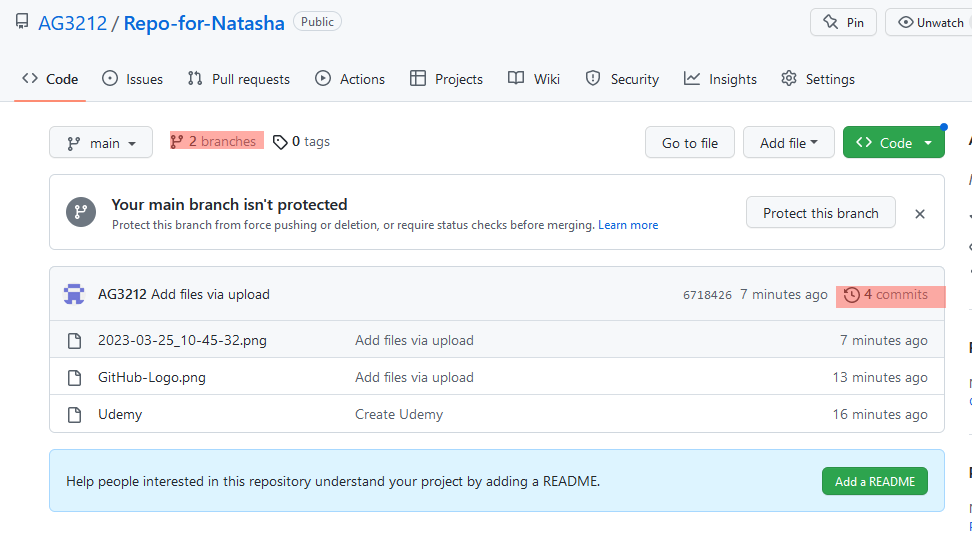 AG3212 / Repo-for-Natasha Public Pin Unwatch
Code Issues Pull requests Actions Projects Wiki Security Insights Settings
main 2 branches 0 tags Go to file Add file Code
Your main branch isn't protected
Protect this branch from force pushing or deletion, or require status checks before merging. Learn more
Protect this branch
AG3212 Add files via upload 6718426 7 minutes ago 4 commits
2023-03-25_10-45-32.png Add files via upload 7 minutes ago
GitHub-Logo.png Add files via upload 13 minutes ago
Udemy Create Udemy 16 minutes ago
Help people interested in this repository understand your project by adding a README. Add a README